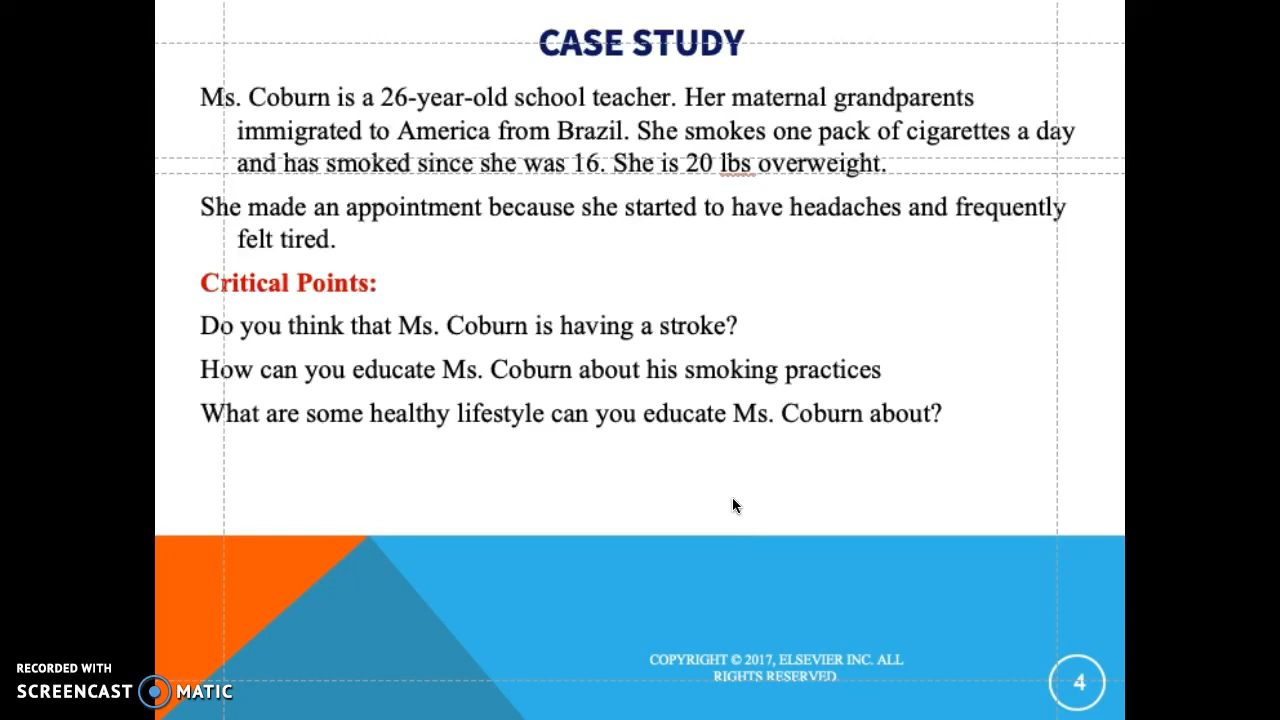 CASE STUDY
Ms. Coburn is a 26-year-old school teacher. Her maternal grandparents
immigrated to America from Brazil. She smokes one pack of cigarettes a day
and has smoked since she was 16. She is 20 lbs overweight.
She made an appointment because she started to have headaches and frequently
felt tired.
Critical Points:
Do you think that Ms. Coburn is having a stroke?
How can you educate Ms. Coburn about his smoking practices
What are some healthy lifestyle can you educate Ms. Coburn about?
COPYRIGHT © 2017, ELSEVIER INC. ALL
RIGHTS RESERVED.
4
RECORDED WITH
SCREENCAST MATIC